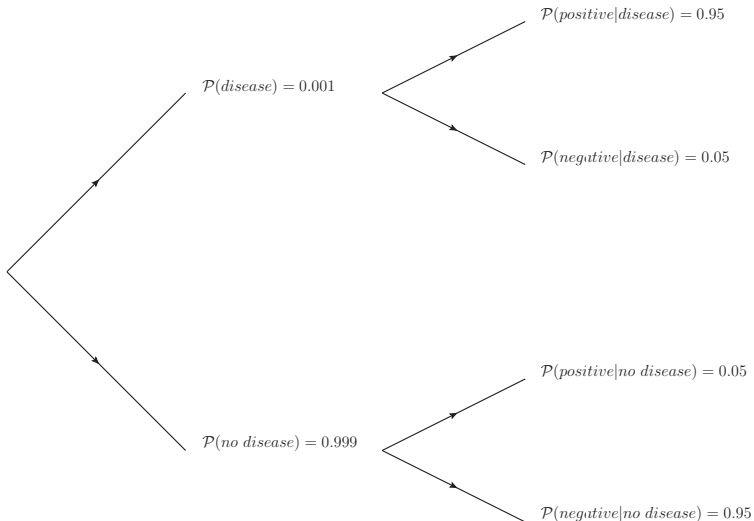 𝒫(positive|disease) = 0.95
𝒫(disease) = 0.001
𝒫(negative|disease) = 0.05
𝒫(positive|no disease) = 0.05
𝒫(no disease) = 0.999
𝒫(negative|no disease) = 0.95